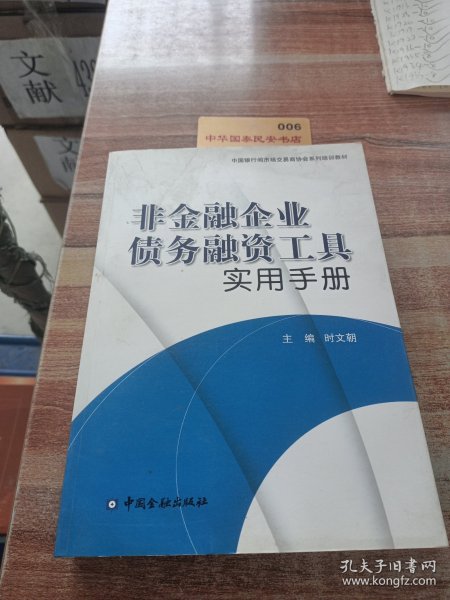 文献
006
中华国泰民安书店
中国银行间市场交易商协会系列培训教材
非金融企业
债务融资工具
实用手册
主 编 时文朝
中国金融出版社
孔夫子旧书网
www.kongfz.com